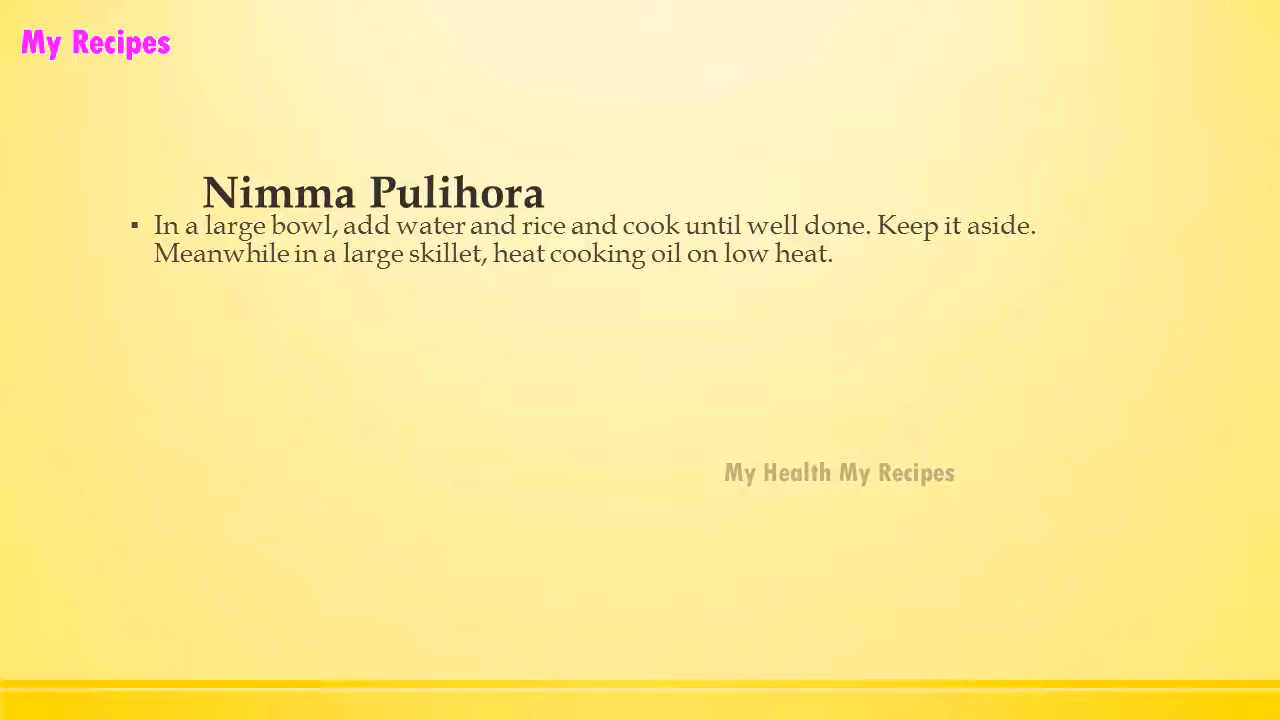 My Recipes
Nimma Pulihora
▪ In a large bowl, add water and rice and cook until well done. Keep it aside.
Meanwhile in a large skillet, heat cooking oil on low heat.
My Health My Recipes